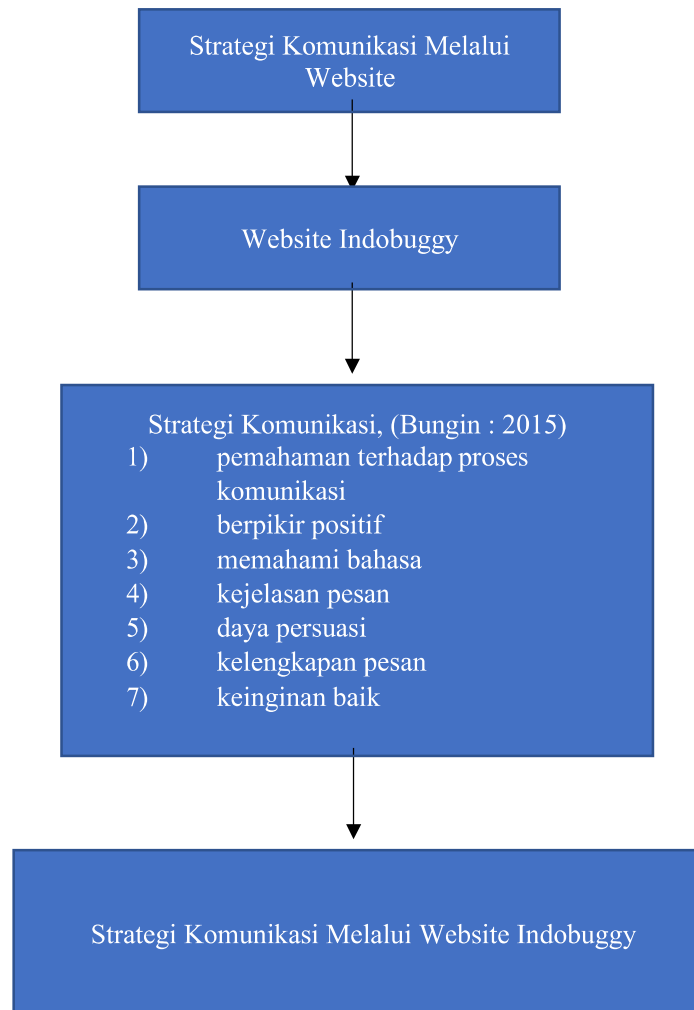 Strategi Komunikasi Melalui
Website
Website Indobuggy
Strategi Komunikasi, (Bungin : 2015)
1) pemahaman terhadap proses
komunikasi
2) berpikir positif
3) memahami bahasa
4) kejelasan pesan
5) daya persuasi
6) kelengkapan pesan
7) keinginan baik
Strategi Komunikasi Melalui Website Indobuggy